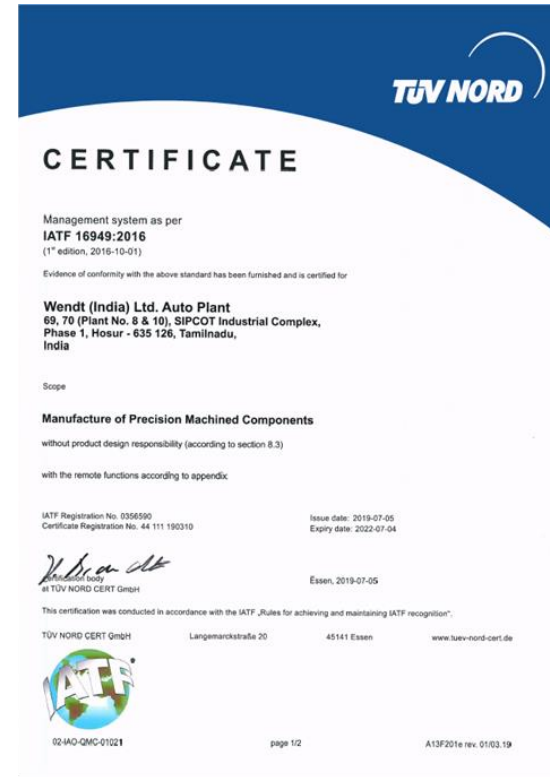 TÜV NORD
CERTIFICATE
Management system as per
IATF 16949:2016
(1st edition, 2016-10-01)
Evidence of conformity with the above standard has been furnished and is certified for
Wendt (India) Ltd. Auto Plant
69, 70 (Plant No. 8 & 10), SIPCOT Industrial Complex,
Phase 1, Hosur - 635 126, Tamilnadu,
India
Scope
Manufacture of Precision Machined Components
without product design responsibility (according to section 8.3)
with the remote functions according to appendix
IATF Registration No. 0356590
Certificate Registration No. 44 111 190310
Issue date: 2019-07-05
Expiry date: 2022-07-04
Certification body
at TÜV NORD CERT GmbH
Essen, 2019-07-05
This certification was conducted in accordance with the IATF „Rules for achieving and maintaining IATF recognition".
TÜV NORD CERT GmbH Langemarckstraße 20 45141 Essen www.tuev-nord-cert.de
IATF
02-IAO-QMC-01021 page 1/2 A13F201e rev. 01/03.19